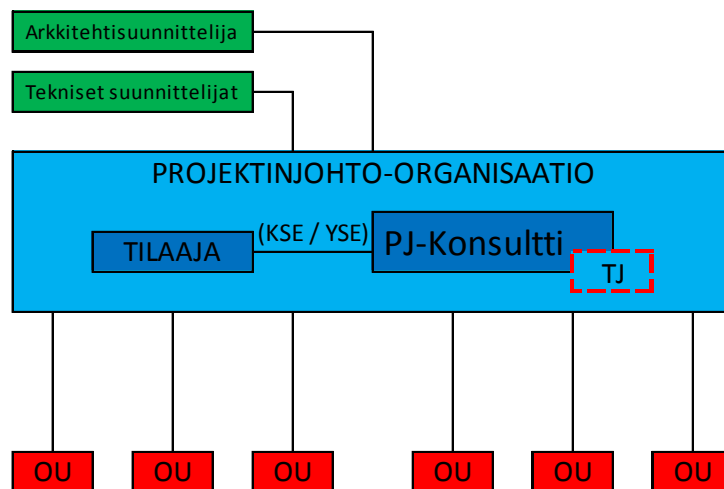 Arkkitehtisuunnittelija
Tekniset suunnittelijat
PROJEKTINJOHTO-ORGANISAATIO
TILAAJA
(KSE / YSE)
PJ-Konsultti
TJ
OU
OU
OU
OU
OU
OU